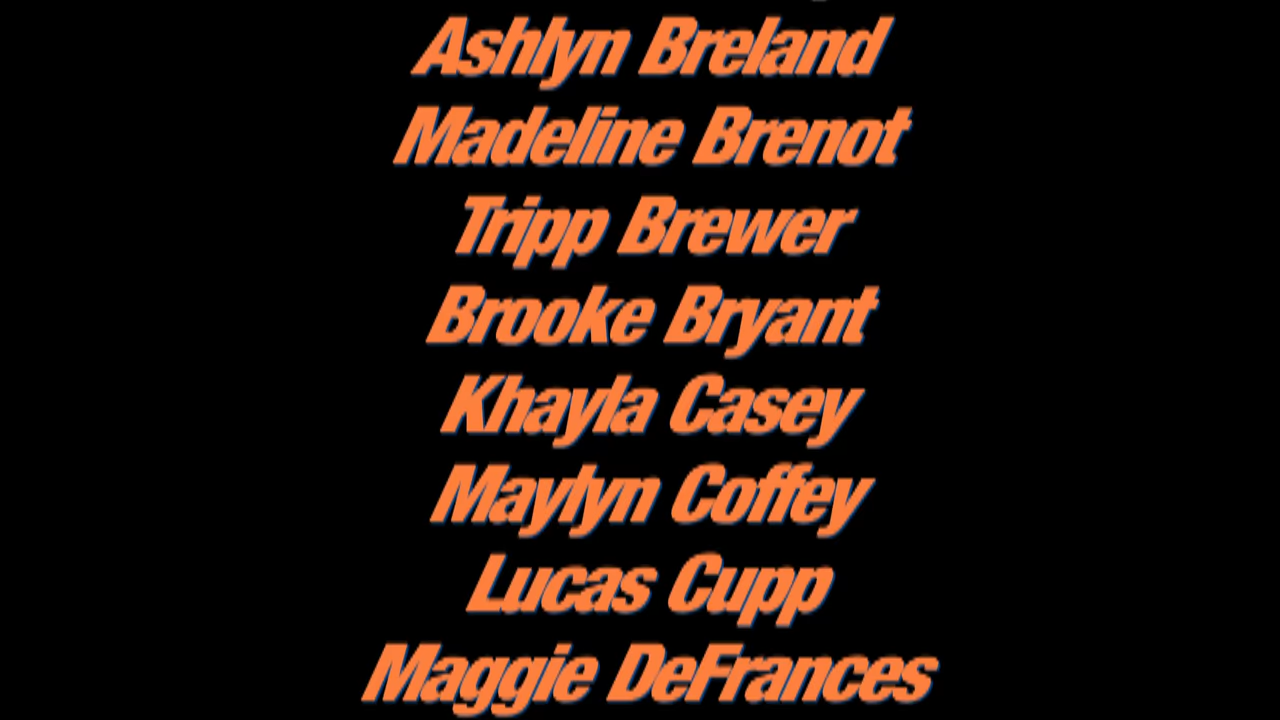 Ashlyn Breland
Madeline Brenot
Tripp Brewer
Brooke Bryant
Khayla Casey
Maylyn Coffey
Lucas Cupp
Maggie DeFrances